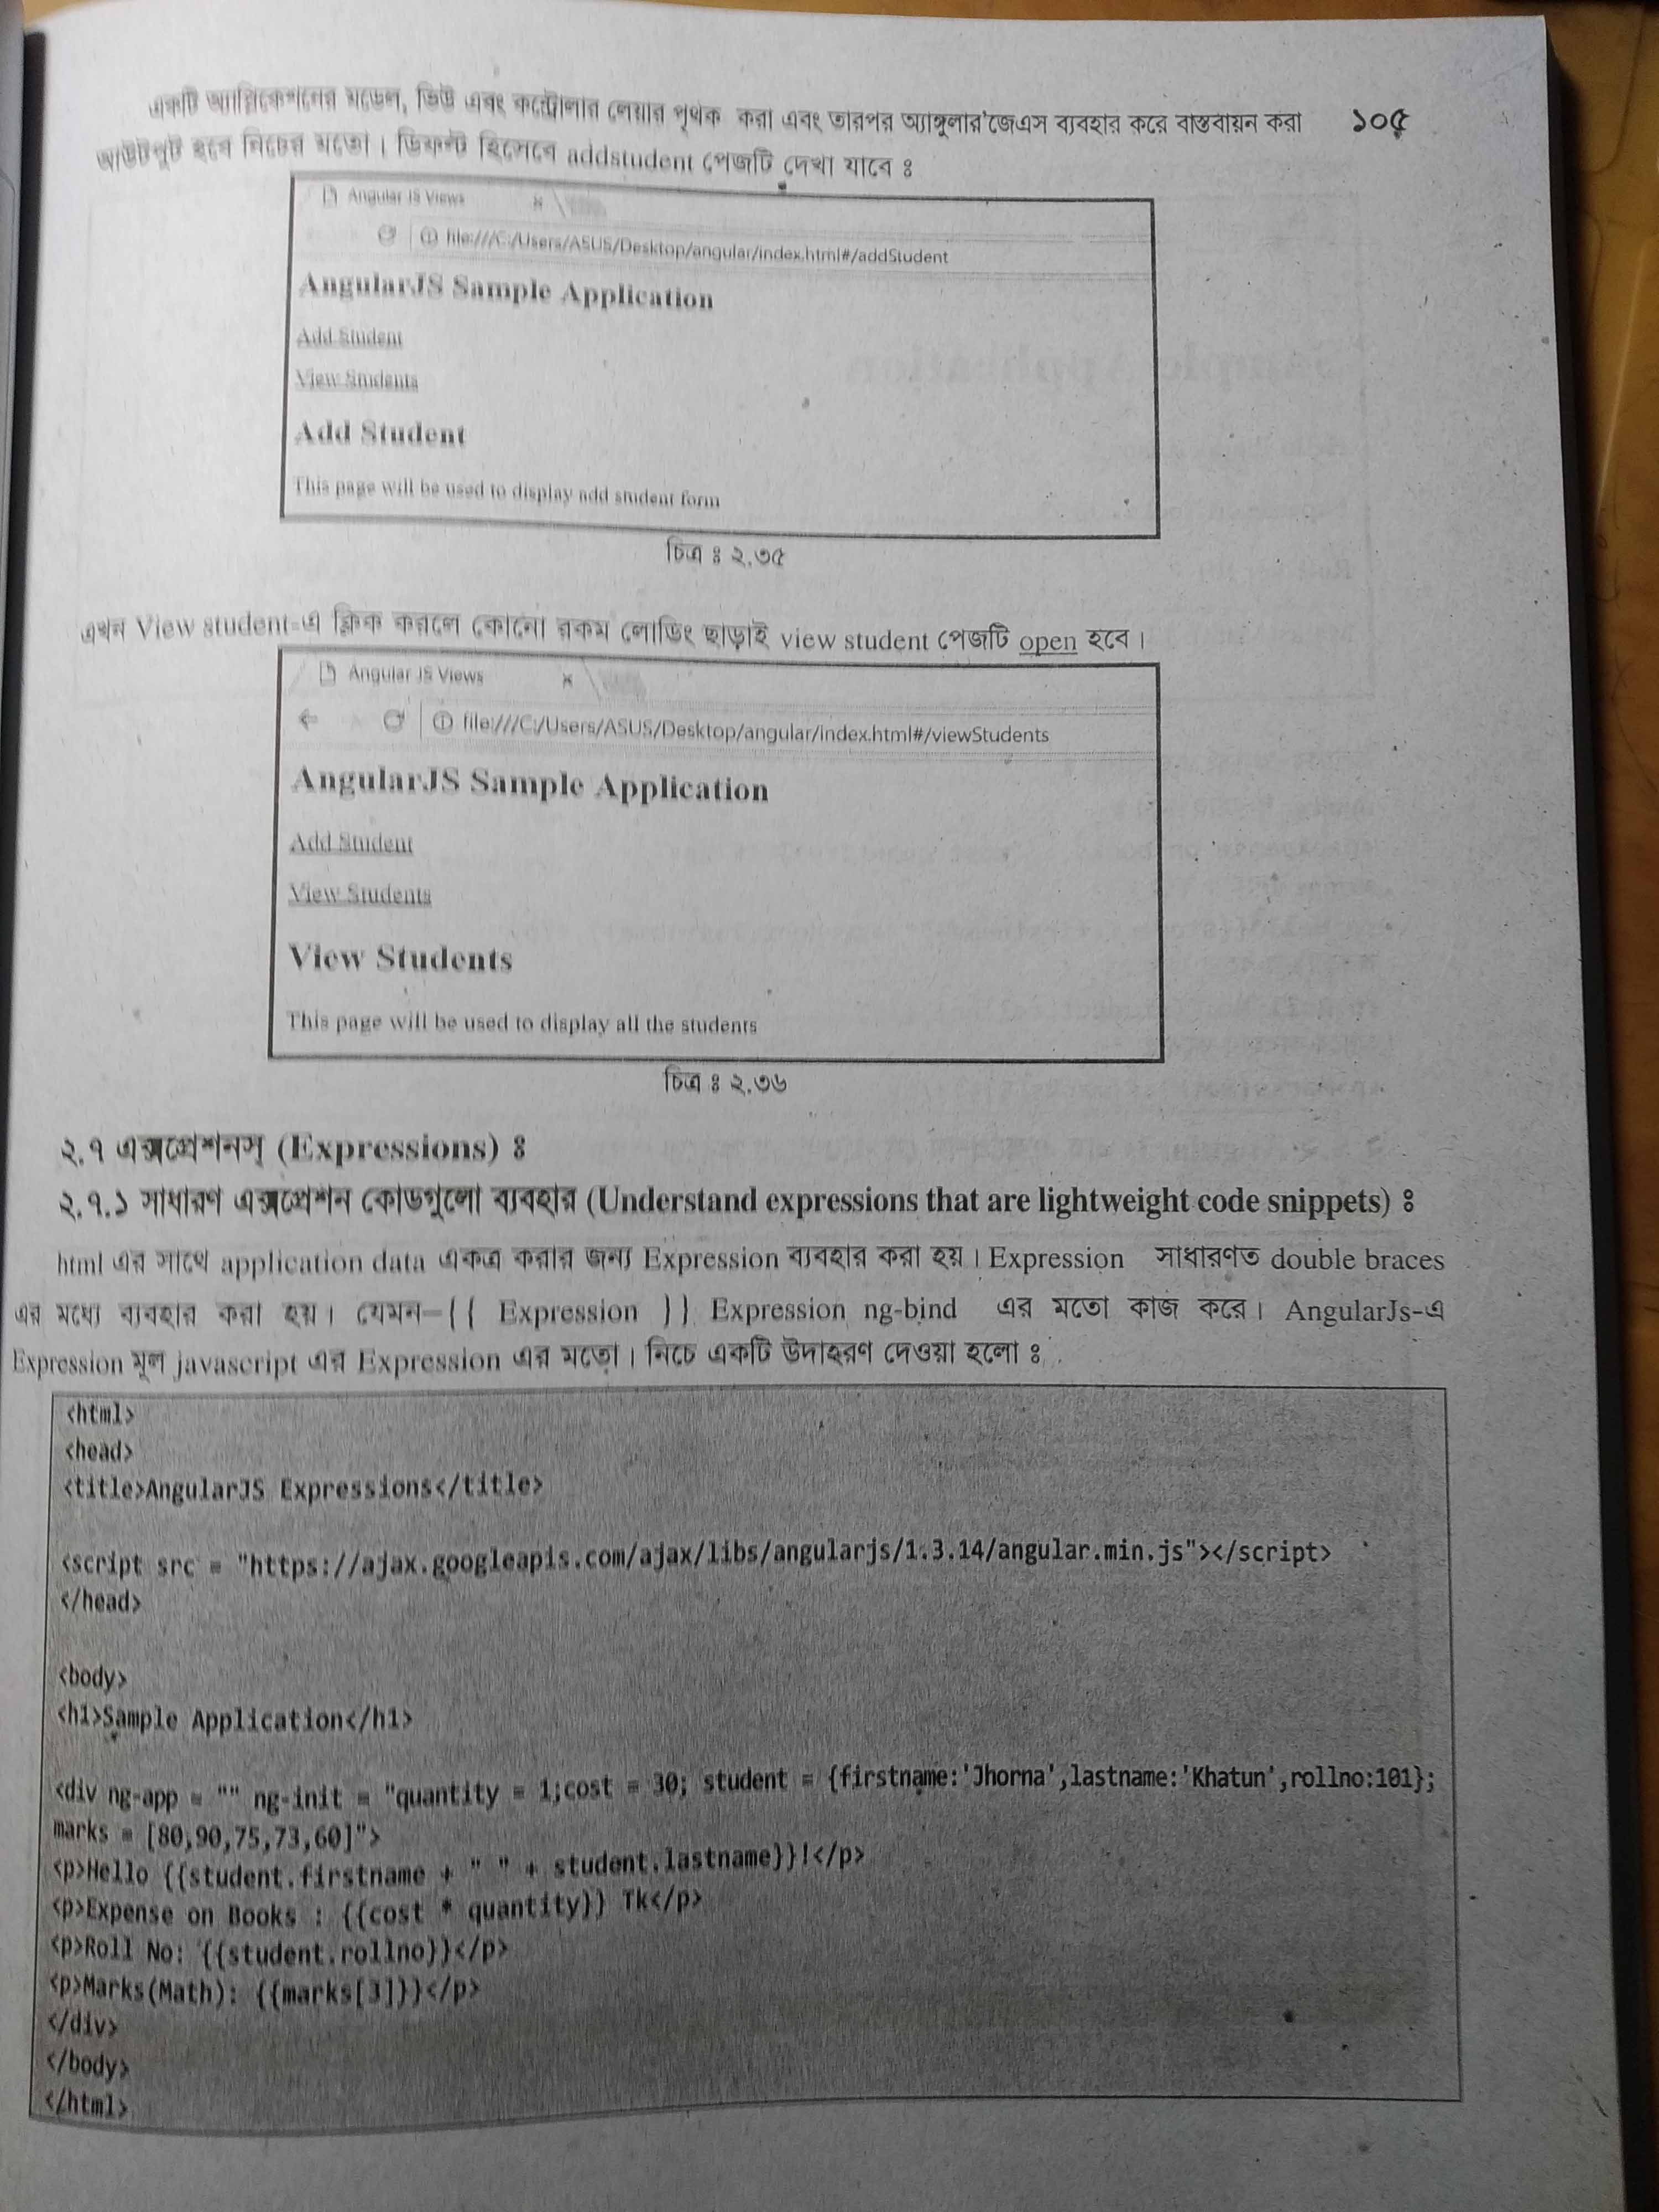 একটি অ্যাপ্লিকেশনের মডেল, ভিউ এবং কন্ট্রোলার লেয়ার পৃথক করা এবং তারপর অ্যাঙ্গুলার জেএস ব্যবহার করে বাস্তবায়ন করা ১০৫
আউটপুট হবে নিচের মতো। ডিফল্ট হিসেবে addstudent পেজটি দেখা যাবে ঃ
Angular JS Views
file:///C:/Users/ASUS/Desktop/angular/index.html#/addStudent
AngularJS Sample Application
Add Student
View Students
Add Student
This page will be used to display add student form
চিত্র ঃ ২.৩৫
এখন View student-এ ক্লিক করলে কোনো রকম লোডিং ছাড়াই view student পেজটি open হবে।
Angular JS Views
file:///C:/Users/ASUS/Desktop/angular/index.html#/viewStudents
AngularJS Sample Application
Add Student
View Students
View Students
This page will be used to display all the students
চিত্র ঃ ২.৩৬
২.৭ এক্সপ্রেশনস্ (Expressions) ঃ
২.৭.১ সাধারণ এক্সপ্রেশন কোডগুলো ব্যবহার (Understand expressions that are lightweight code snippets) ঃ
html এর সাথে application data একত্র করার জন্য Expression ব্যবহার করা হয়। Expression সাধারণত double braces
এর মধ্যে ব্যবহার করা হয়। যেমন–{{ Expression }} Expression ng-bind এর মতো কাজ করে। AngularJs-এ
Expression মূল javascript এর Expression এর মতো। নিচে একটি উদাহরণ দেওয়া হলো ঃ
<html>
<head>
<title>AngularJS Expressions</title>
<script src = "https://ajax.googleapis.com/ajax/libs/angularjs/1.3.14/angular.min.js"></script>
</head>
<body>
<h1>Sample Application</h1>
<div ng-app = "" ng-init = "quantity = 1;cost = 30; student = {firstname:'Jhorna',lastname:'Khatun',rollno:101};
marks = [80,90,75,73,60]">
<p>Hello {{student.firstname + " " + student.lastname}}!</p>
<p>Expense on Books : {{cost * quantity}} Tk</p>
<p>Roll No: {{student.rollno}}</p>
<p>Marks(Math): {{marks[3]}}</p>
</div>
</body>
</html>